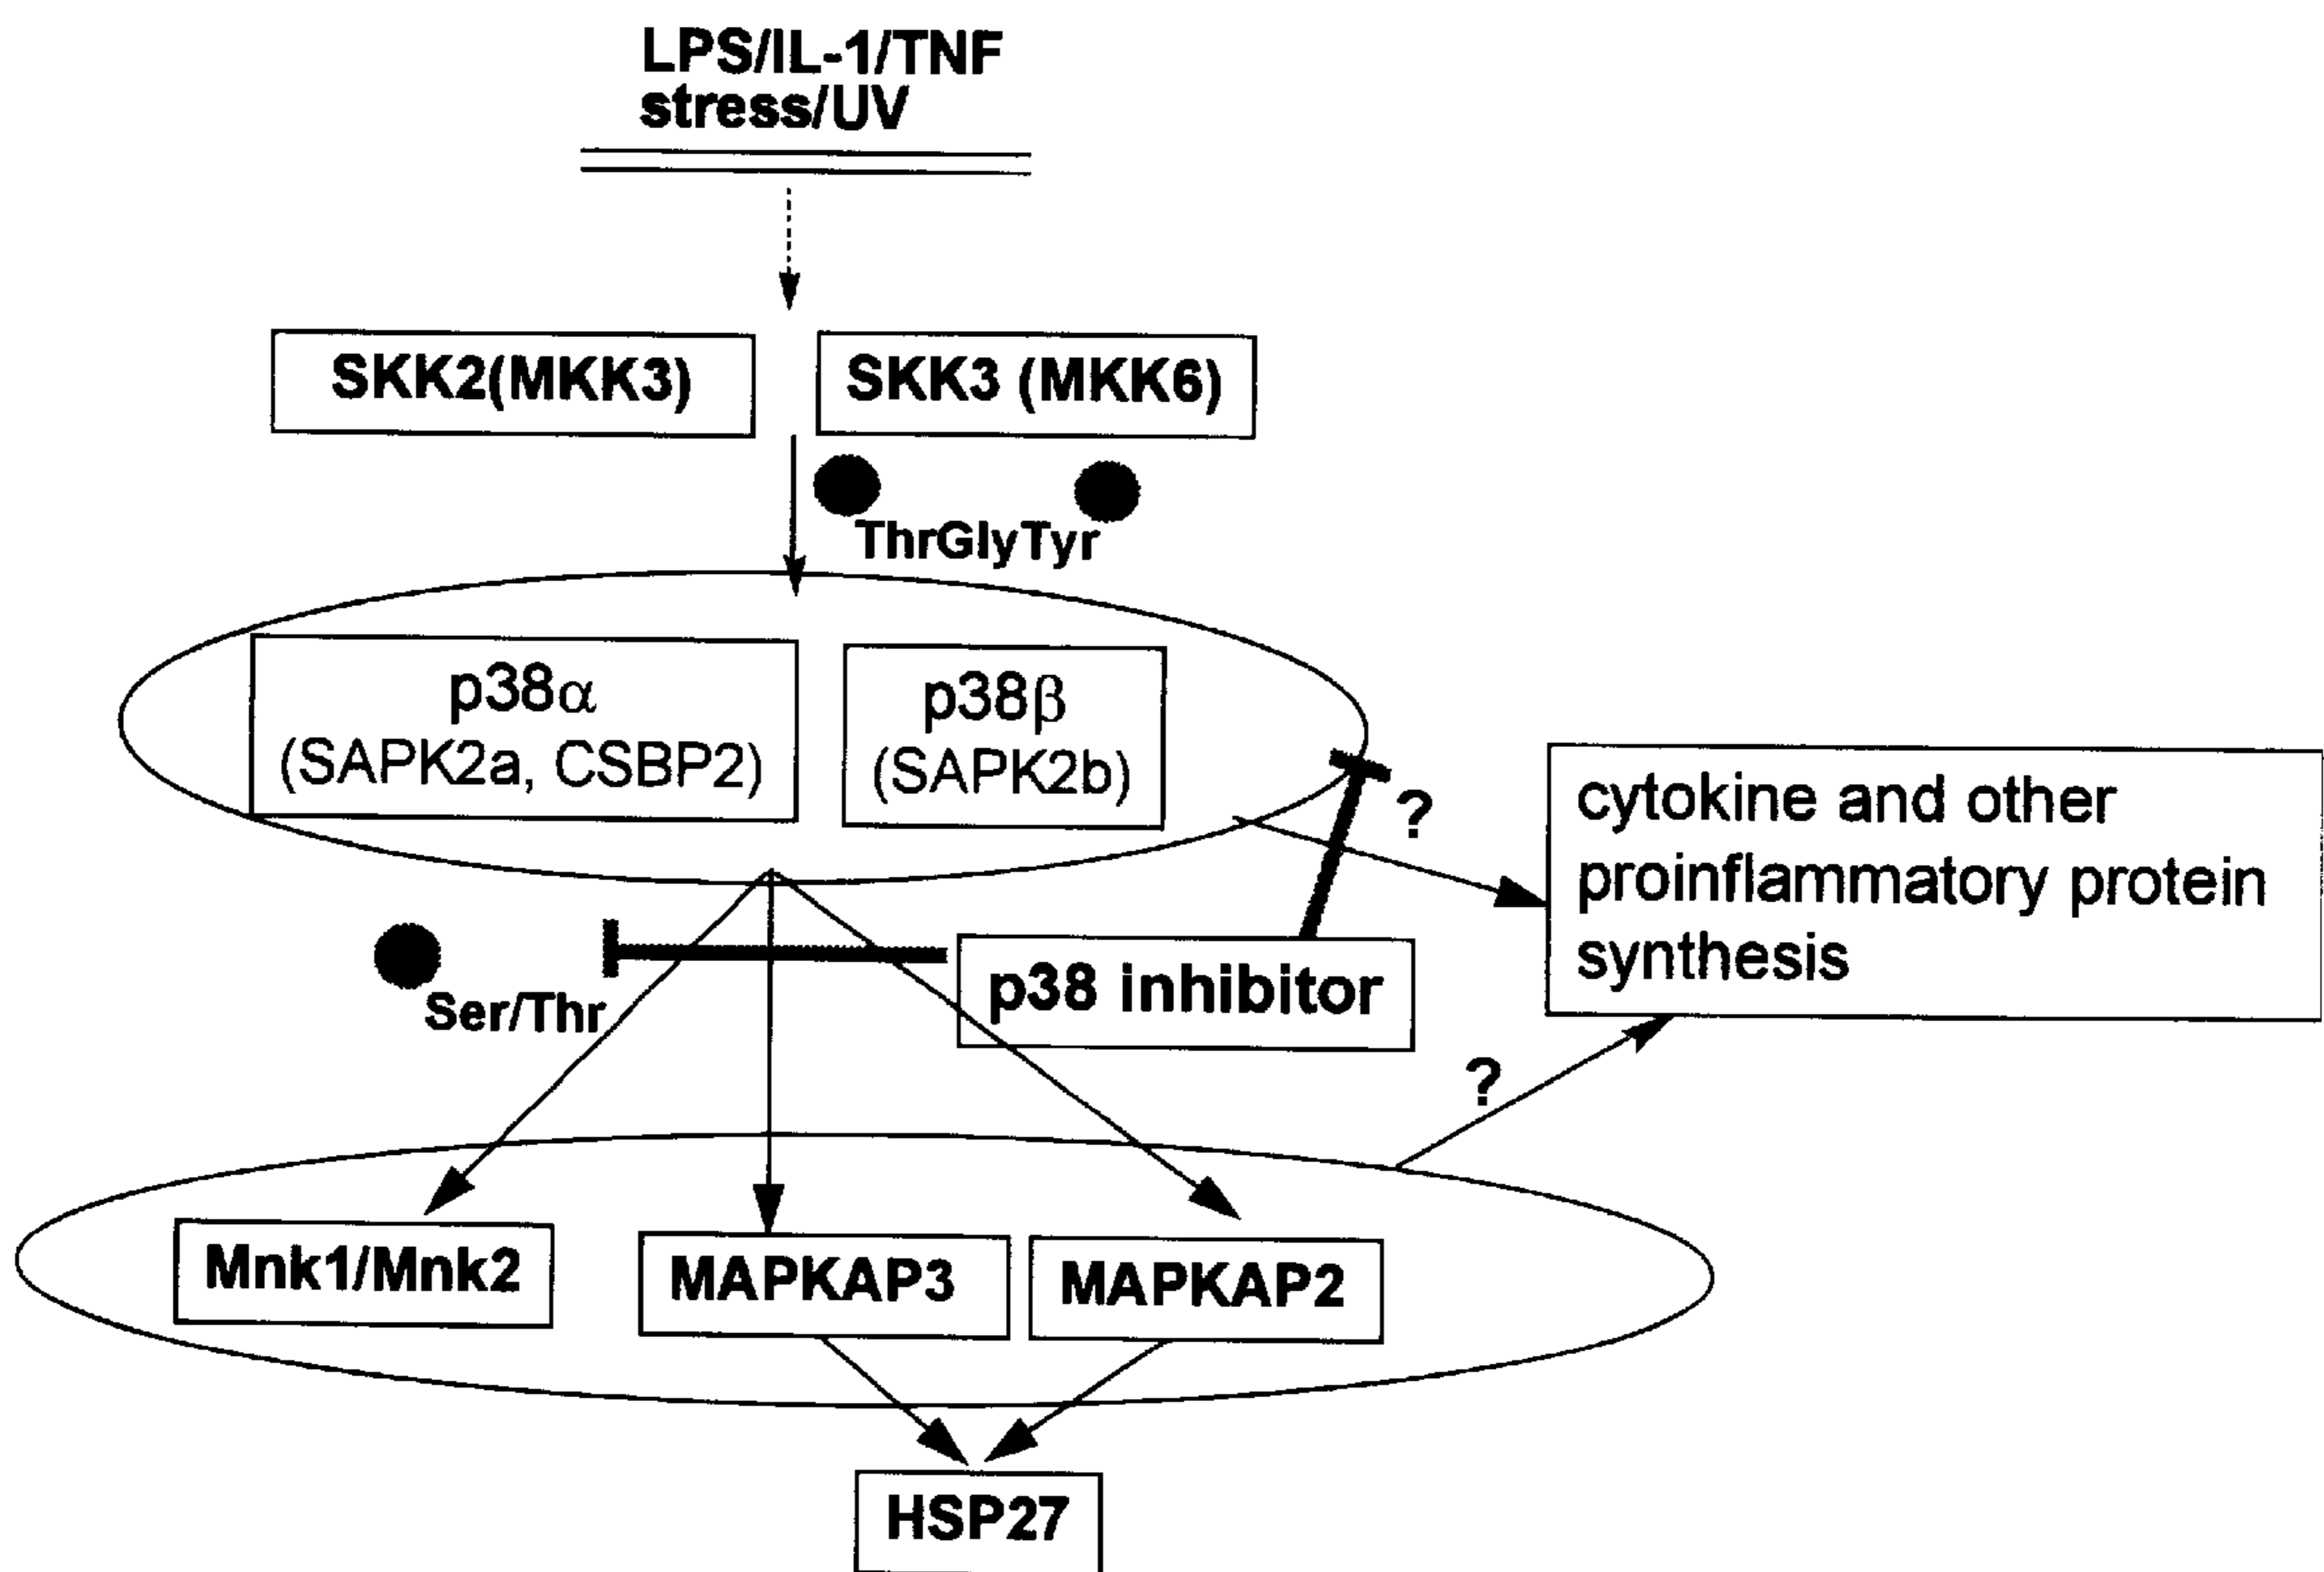 LPS/IL-1/TNF
stress/UV
SKK2(MKK3)
SKK3 (MKK6)
ThrGlyTyr
p38α
(SAPK2a, CSBP2)
p38β
(SAPK2b)
?
cytokine and other
proinflammatory protein
synthesis
p38 inhibitor
Ser/Thr
?
Mnk1/Mnk2
MAPKAP3
MAPKAP2
HSP27